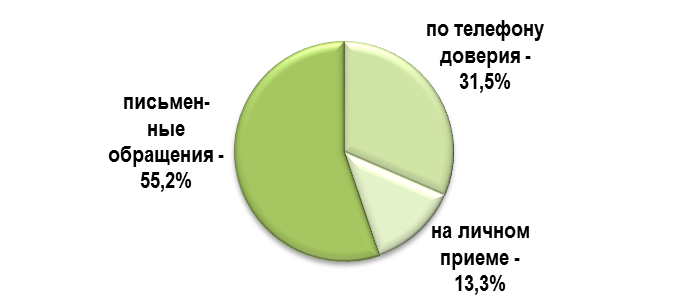 по телефону
доверия -
31,5%
письмен-
ные
обращения -
55,2%
на личном
приеме -
13,3%